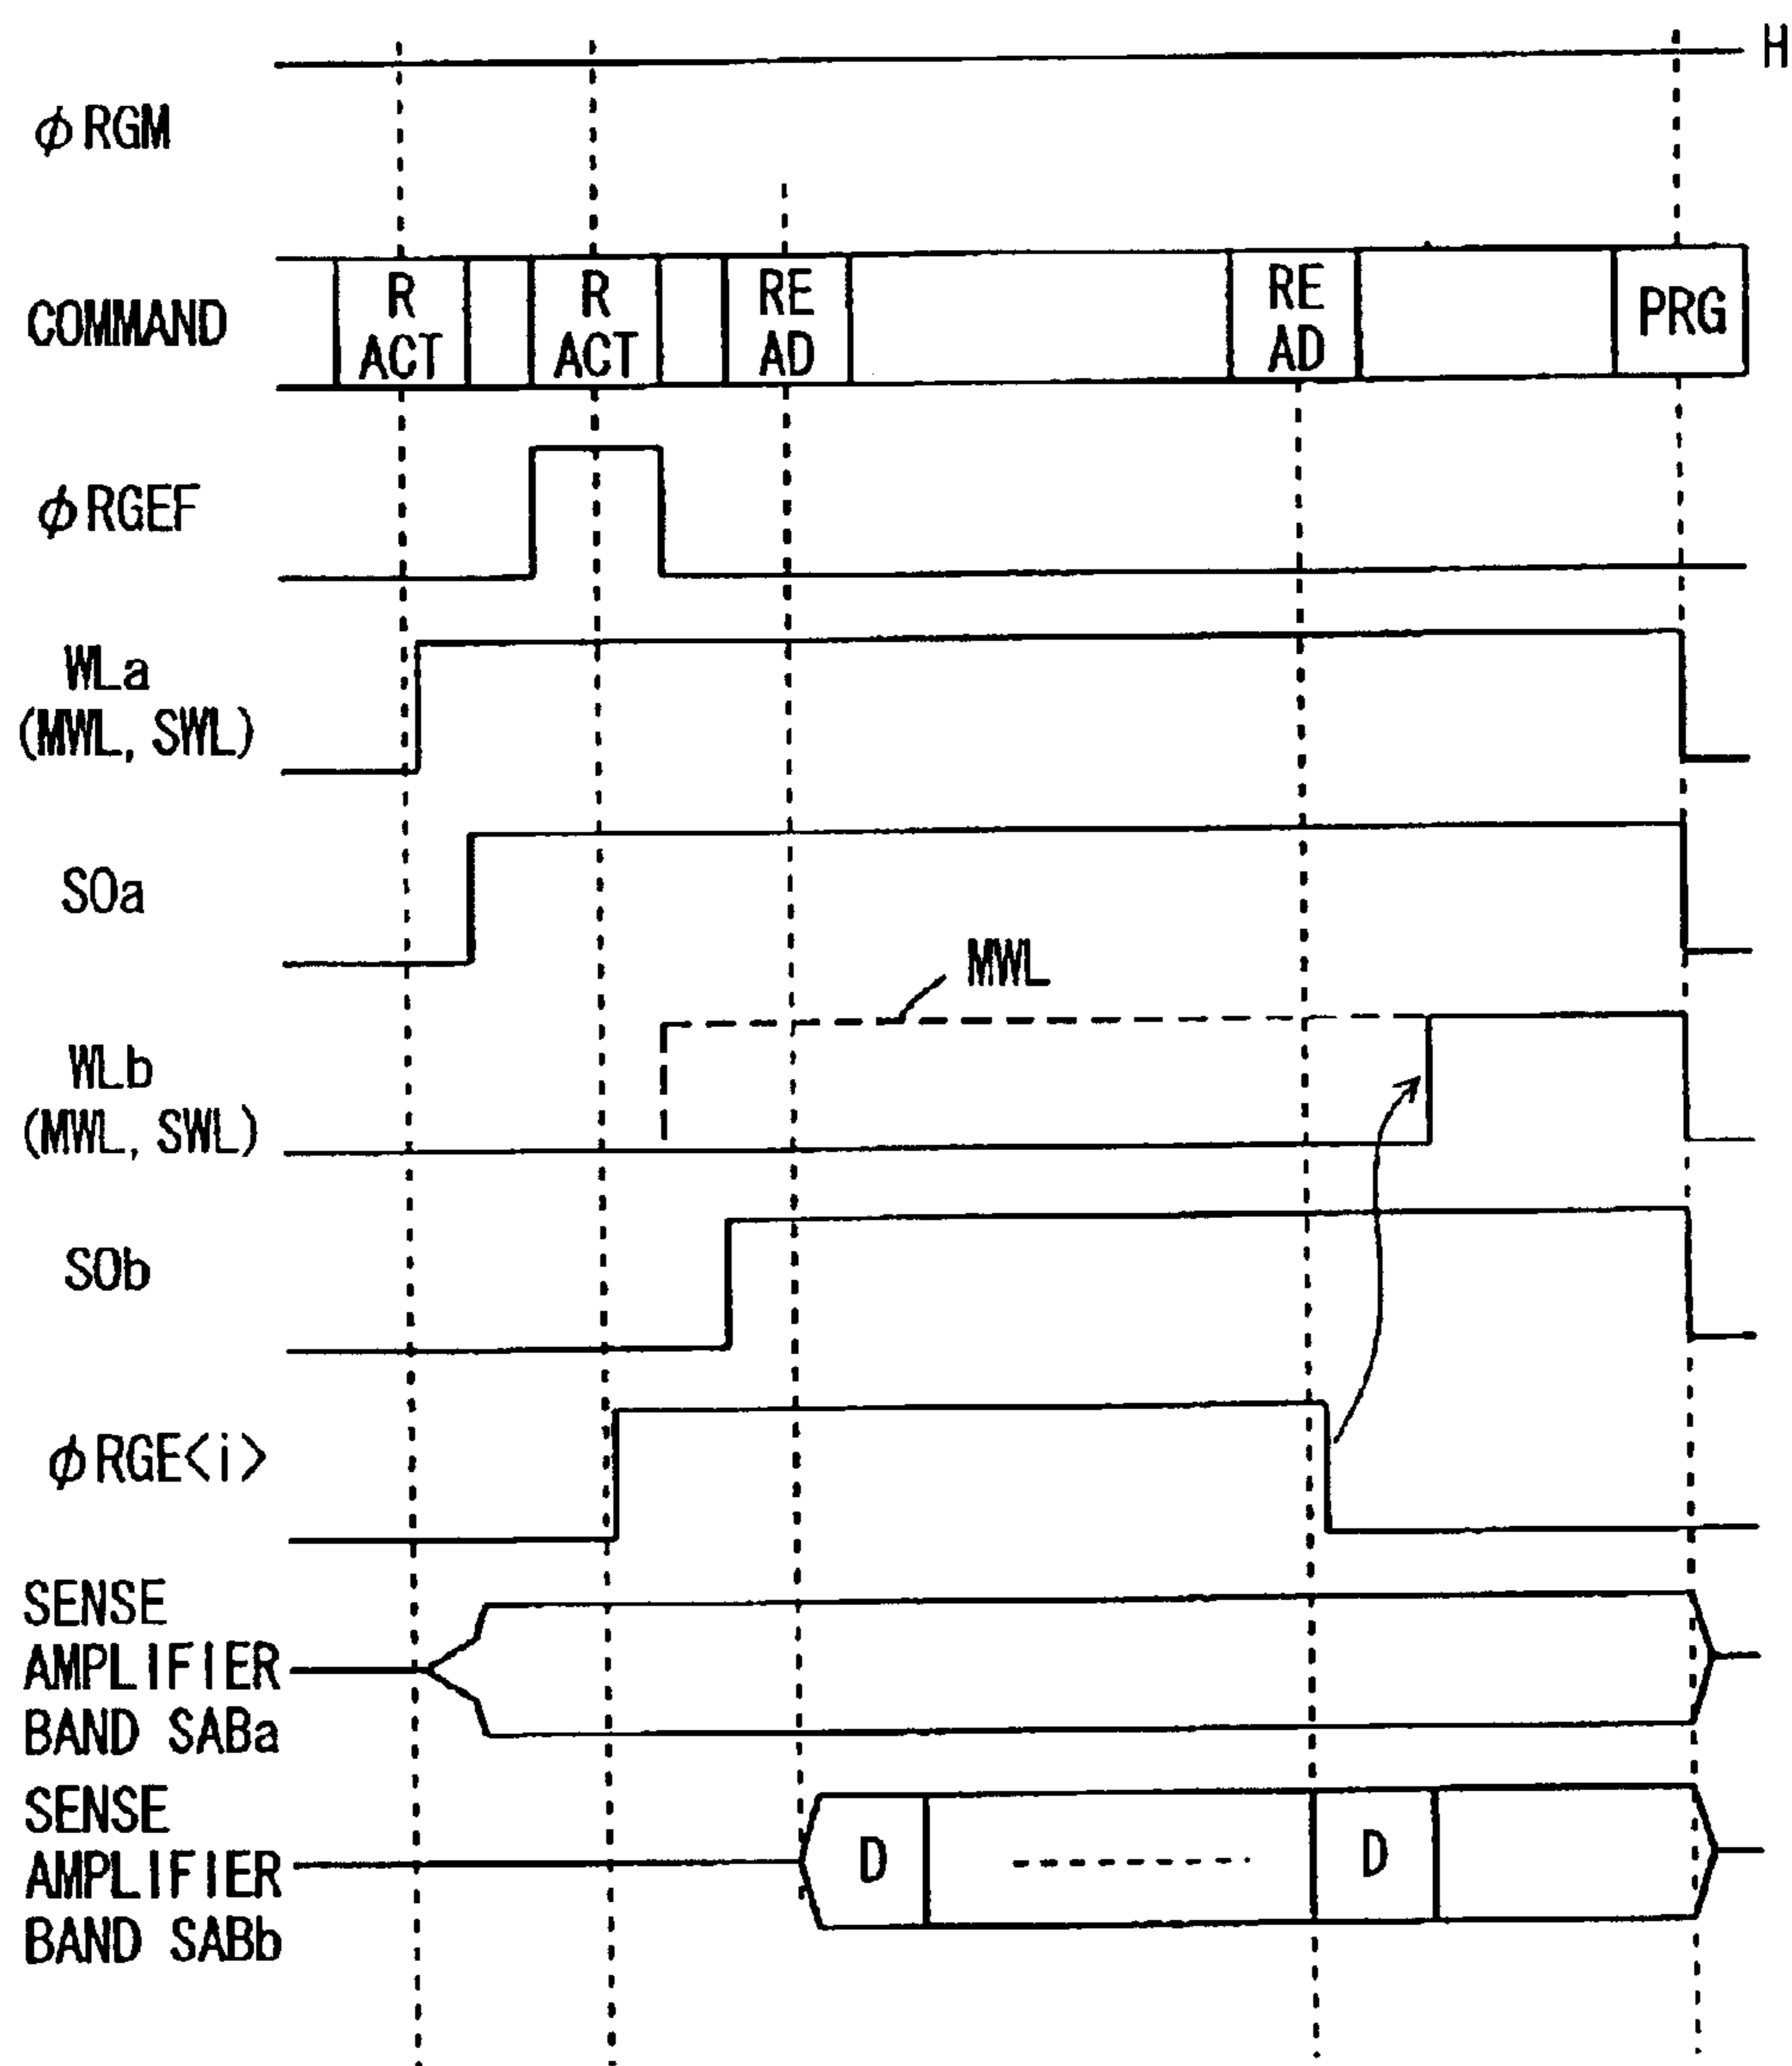 H
φRGM
COMMAND
R
ACT
R
ACT
RE
AD
RE
AD
PRG
φRGEF
WLa
(MWL, SWL)
SOa
MWL
WLb
(MWL, SWL)
SOb
φRGE<i>
SENSE
AMPLIFIER
BAND SABa
SENSE
AMPLIFIER
BAND SABb
D
D